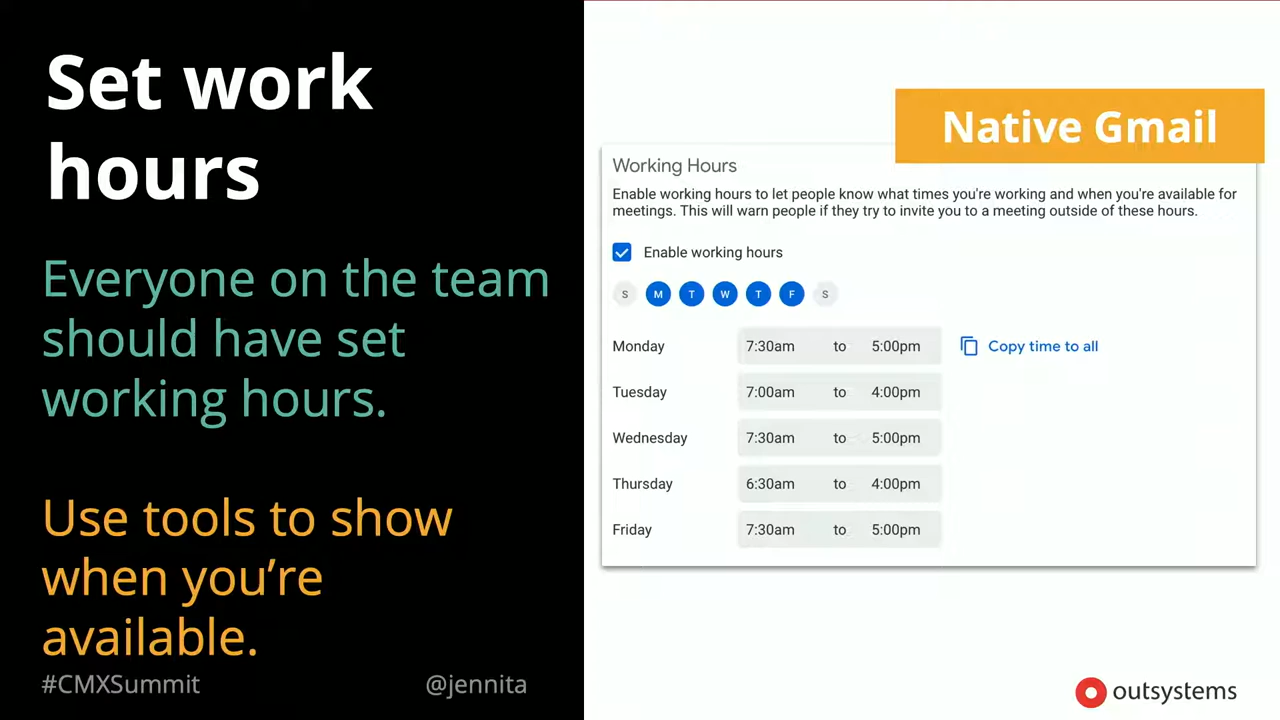 Set work
hours
Everyone on the team
should have set
working hours.
Use tools to show
when you're
available.
#CMXSummit
@jennita
Native Gmail
Working Hours
Enable working hours to let people know what times you're working and when you're available for
meetings. This will warn people if they try to invite you to a meeting outside of these hours.
Enable working hours
S M T W T F S
Monday 7:30am to 5:00pm Copy time to all
Tuesday 7:00am to 4:00pm
Wednesday 7:30am to 5:00pm
Thursday 6:30am to 4:00pm
Friday 7:30am to 5:00pm
outsystems